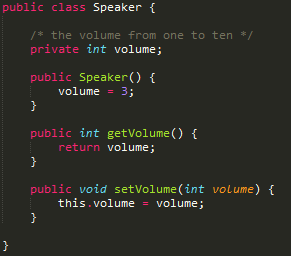 public class Speaker {
/* the volume from one to ten */
private int volume;
public Speaker() {
volume = 3;
}
public int getVolume() {
return volume;
}
public void setVolume(int volume) {
this.volume = volume;
}
}